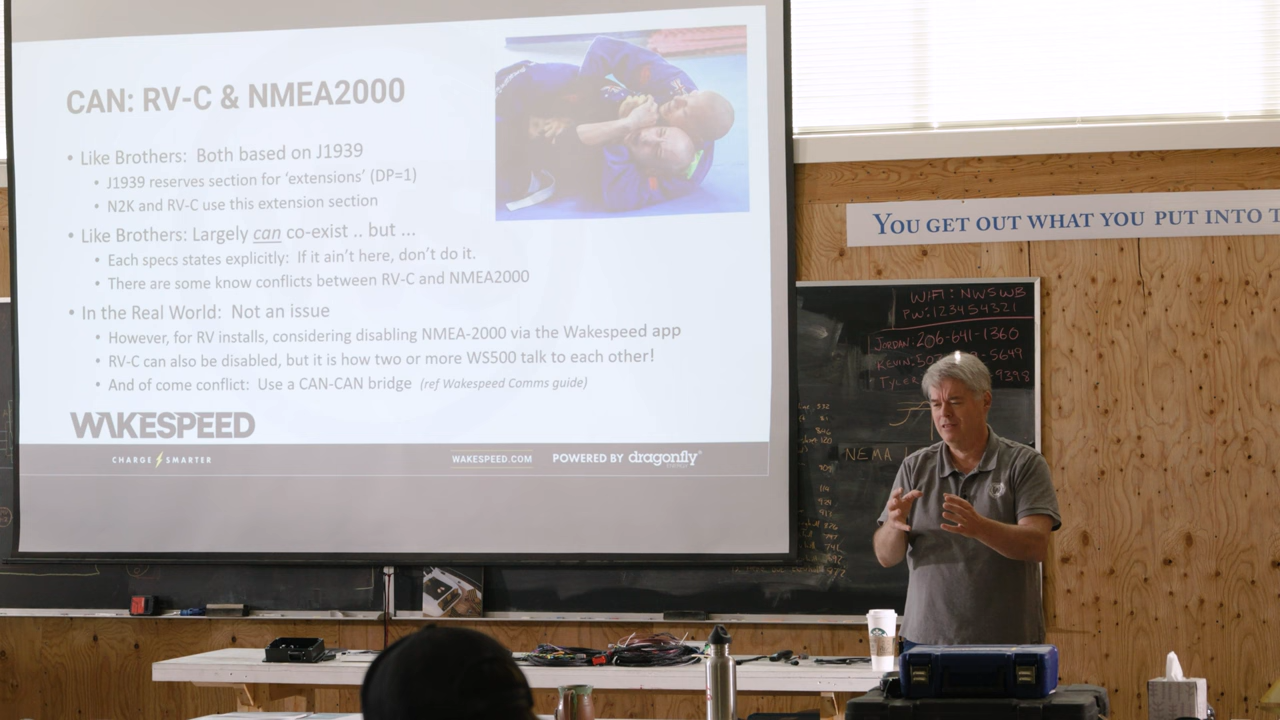 CAN: RV-C & NMEA2000
• Like Brothers: Both based on J1939
• J1939 reserves section for 'extensions' (DP=1)
• N2K and RV-C use this extension section
• Like Brothers: Largely can co-exist .. but ...
• Each specs states explicitly: If it ain't here, don't do it.
• There are some know conflicts between RV-C and NMEA2000
• In the Real World: Not an issue
• However, for RV installs, considering disabling NMEA-2000 via the Wakespeed app
• RV-C can also be disabled, but it is how two or more WS500 talk to each other!
• And of come conflict: Use a CAN-CAN bridge (ref Wakespeed Comms guide)
WAKESPEED
CHARGE SMARTER
WAKESPEED.COM
POWERED BY dragonfly
YOU GET OUT WHAT YOU PUT INTO T
WIFI: NWSWB
PW: 123454321
JORDAN: 206-641-1360
KEVIN: -5649
TYLER -9398
NEMA